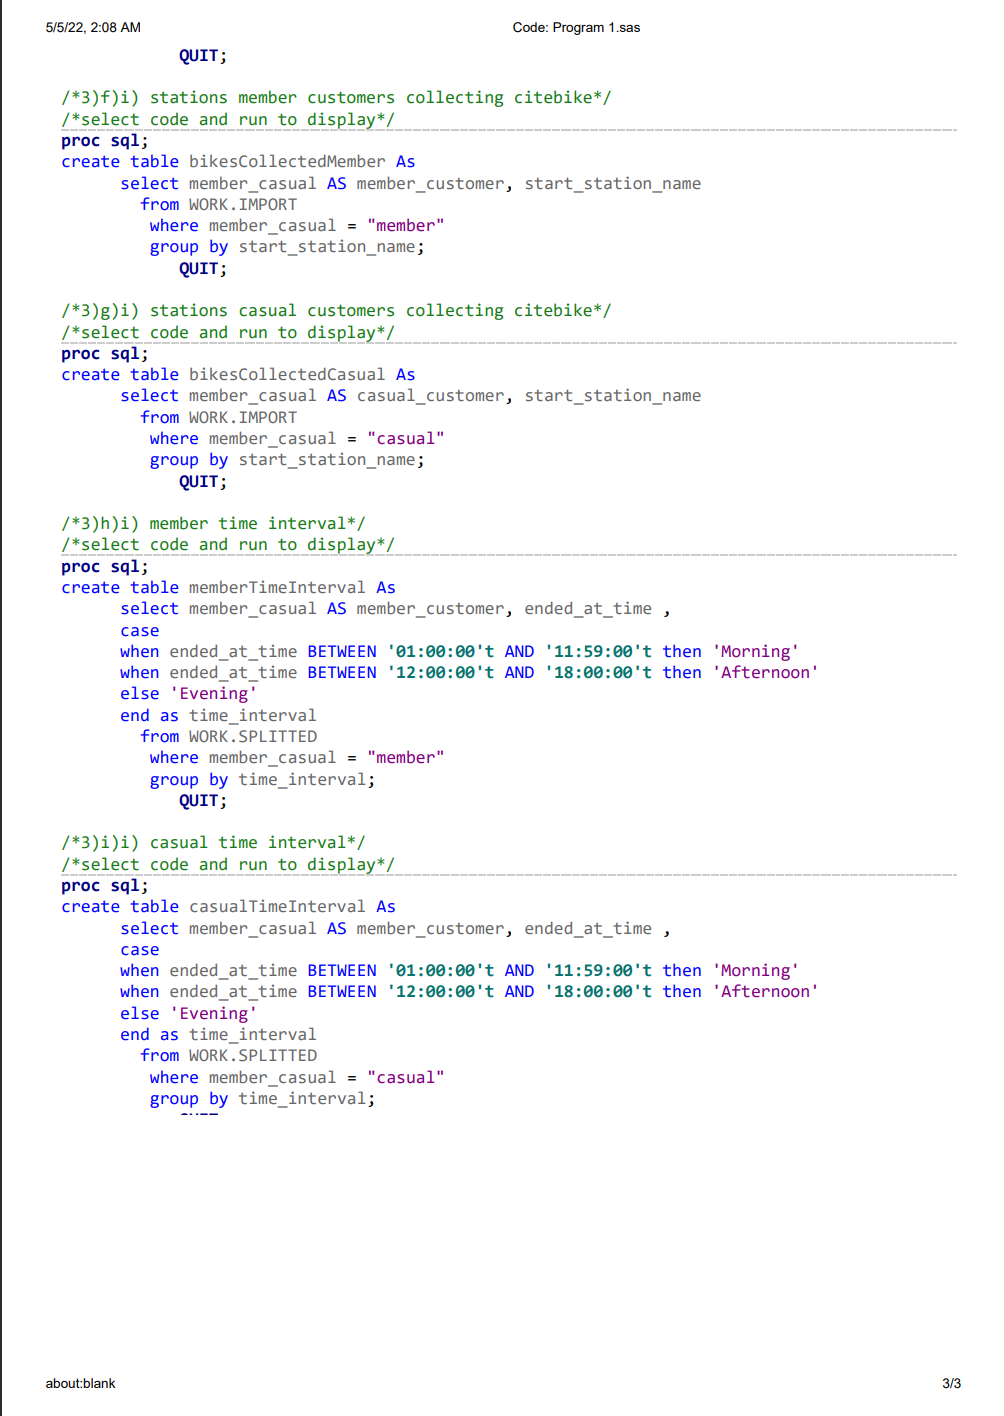 5/5/22, 2:08 AM Code: Program 1.sas
QUIT;
/*3)f)i) stations member customers collecting citebike*/
/*select code and run to display*/
proc sql;
create table bikesCollectedMember As
select member_casual AS member_customer, start_station_name
from WORK.IMPORT
where member_casual = "member"
group by start_station_name;
QUIT;
/*3)g)i) stations casual customers collecting citebike*/
/*select code and run to display*/
proc sql;
create table bikesCollectedCasual As
select member_casual AS casual_customer, start_station_name
from WORK.IMPORT
where member_casual = "casual"
group by start_station_name;
QUIT;
/*3)h)i) member time interval*/
/*select code and run to display*/
proc sql;
create table memberTimeInterval As
select member_casual AS member_customer, ended_at_time ,
case
when ended_at_time BETWEEN '01:00:00't AND '11:59:00't then 'Morning'
when ended_at_time BETWEEN '12:00:00't AND '18:00:00't then 'Afternoon'
else 'Evening'
end as time_interval
from WORK.SPLITTED
where member_casual = "member"
group by time_interval;
QUIT;
/*3)i)i) casual time interval*/
/*select code and run to display*/
proc sql;
create table casualTimeInterval As
select member_casual AS member_customer, ended_at_time ,
case
when ended_at_time BETWEEN '01:00:00't AND '11:59:00't then 'Morning'
when ended_at_time BETWEEN '12:00:00't AND '18:00:00't then 'Afternoon'
else 'Evening'
end as time_interval
from WORK.SPLITTED
where member_casual = "casual"
group by time_interval;
about:blank 3/3